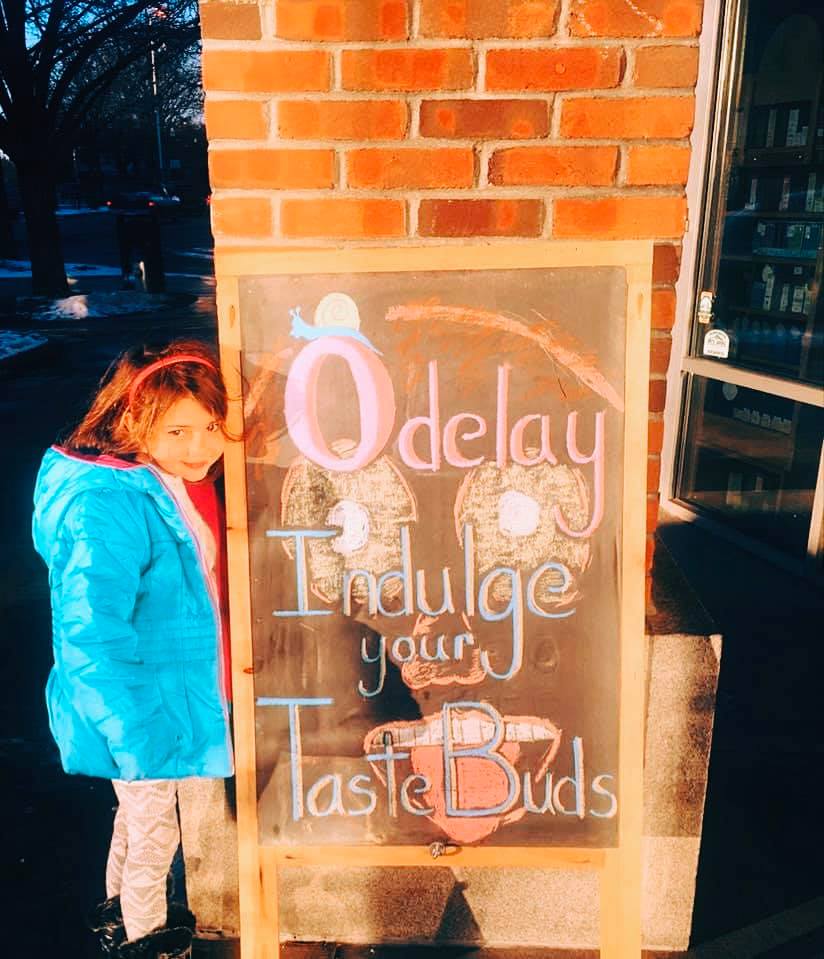 Odelay
Indulge
your
Taste Buds